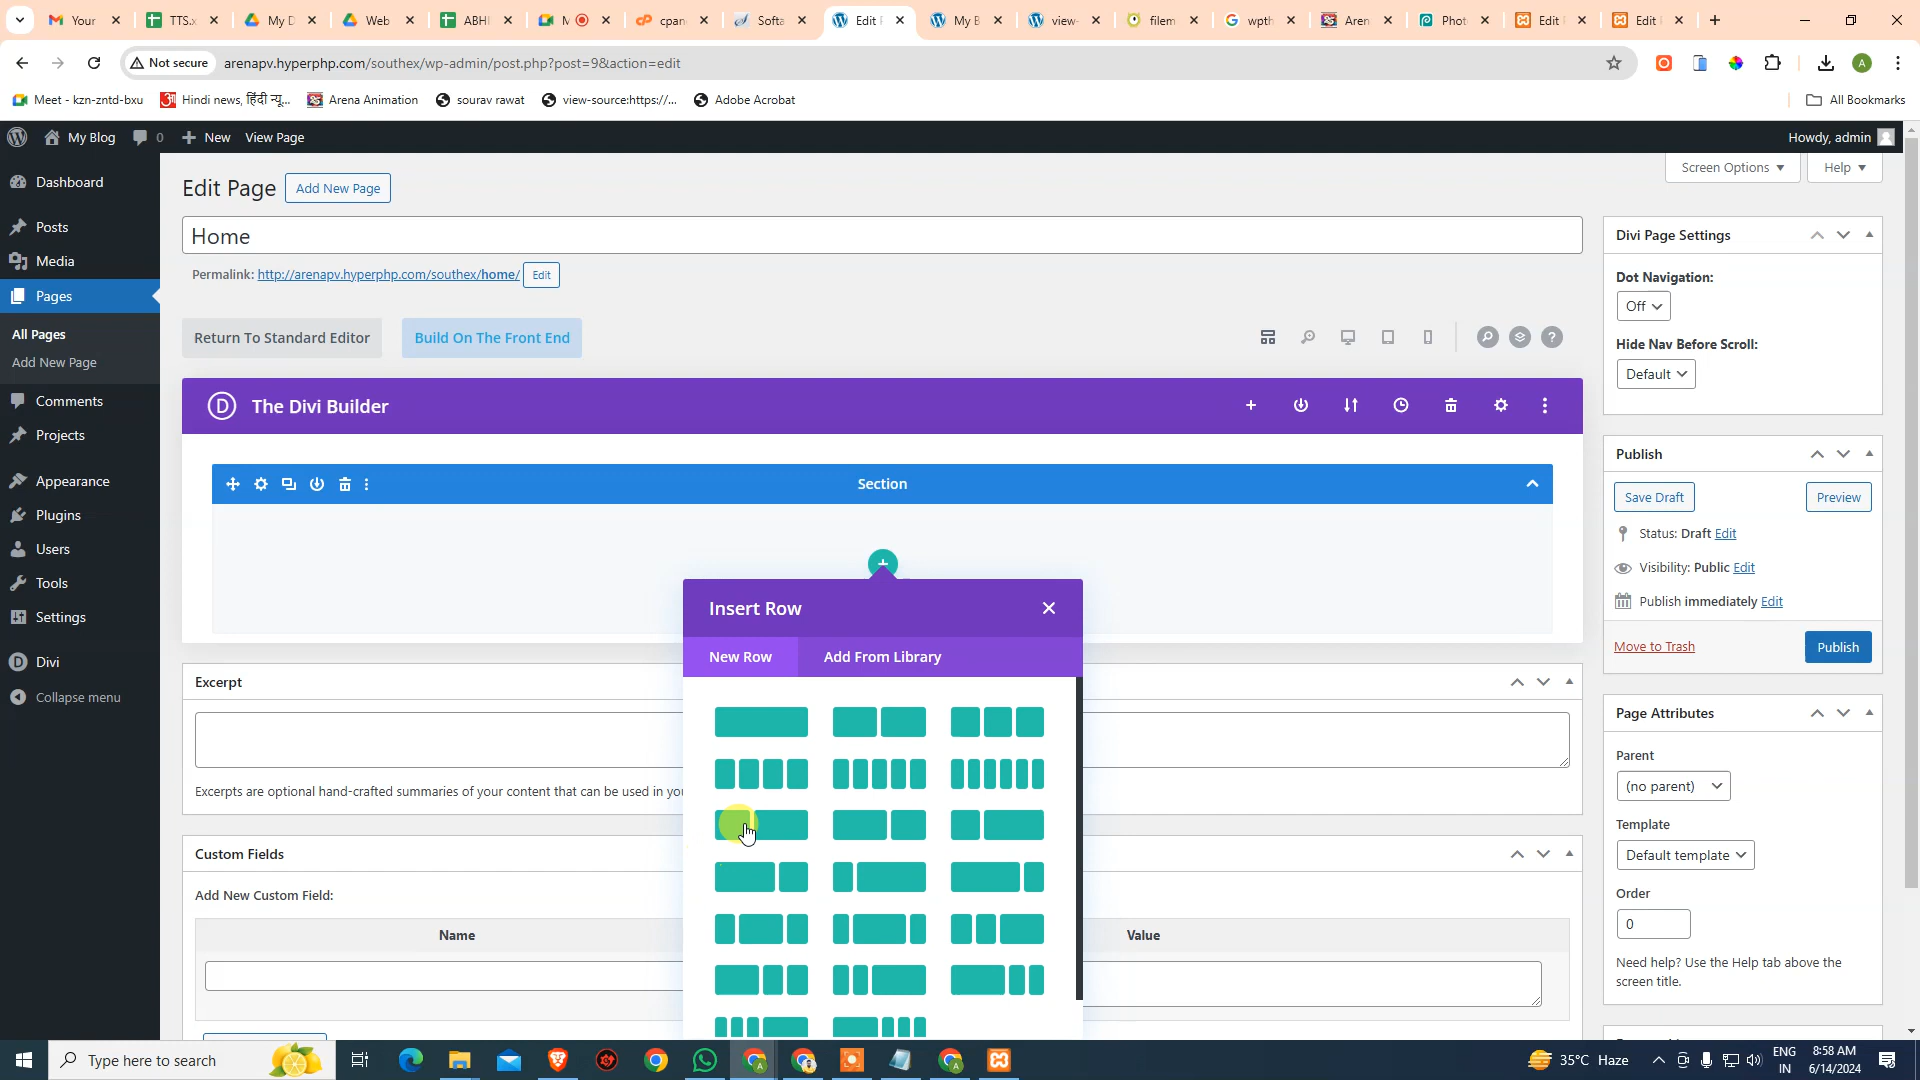 Your
TTS.x
My D
Web
ABHI
M
cpan
Softa
Edit P
My B
view-
filem
wpth
Aren
Phot
Edit
Edit
Not secure
arenapv.hyperphp.com/southex/wp-admin/post.php?post=9&action=edit
A
Meet - kzn-zntd-bxu
Hindi news, हिंदी न्यू...
Arena Animation
sourav rawat
view-source:https://...
Adobe Acrobat
All Bookmarks
My Blog
0
New
View Page
Howdy, admin
Dashboard
Posts
Media
Pages
All Pages
Add New Page
Comments
Projects
Appearance
Plugins
Users
Tools
Settings
Divi
Collapse menu
Screen Options
Help
Edit Page
Add New Page
Home
Permalink: http://arenapv.hyperphp.com/southex/home/ Edit
Return To Standard Editor
Build On The Front End
?
D The Divi Builder
Section
Insert Row
New Row
Add From Library
Excerpt
Excerpts are optional hand-crafted summaries of your content that can be used in you
Custom Fields
Add New Custom Field:
Name
Value
Divi Page Settings
Dot Navigation:
Off
Hide Nav Before Scroll:
Default
Publish
Save Draft
Preview
Status: Draft Edit
Visibility: Public Edit
Publish immediately Edit
Move to Trash
Publish
Page Attributes
Parent
(no parent)
Template
Default template
Order
0
Need help? Use the Help tab above the
screen title.
Type here to search
35°C Haze
ENG
IN
8:58 AM
6/14/2024